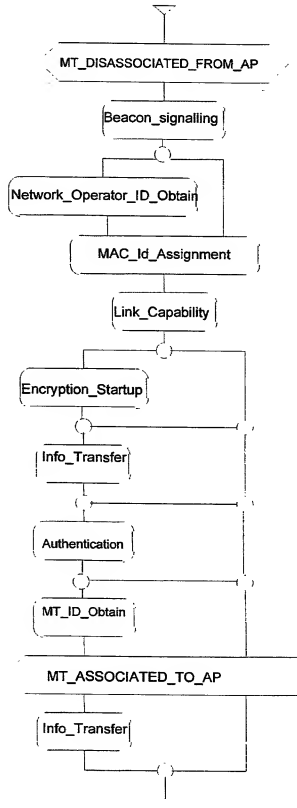 MT_DISASSOCIATED_FROM_AP
Beacon_signalling
Network_Operator_ID_Obtain
MAC_Id_Assignment
Link_Capability
Encryption_Startup
Info_Transfer
Authentication
MT_ID_Obtain
MT_ASSOCIATED_TO_AP
Info_Transfer